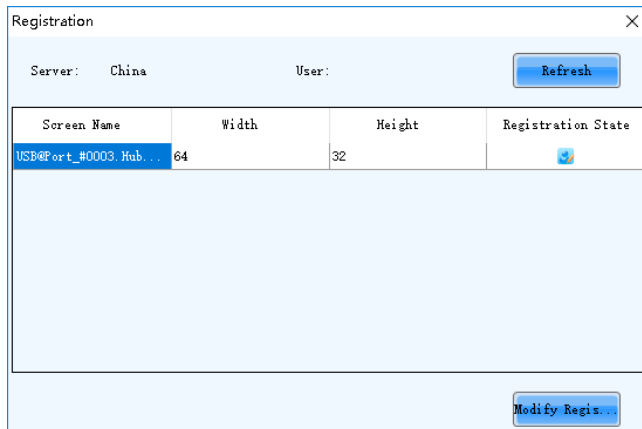 Registration
Server: China User: Refresh
Screen Name Width Height Registration State
USB@Port_#0003.Hub... 64 32
Modify Regis...